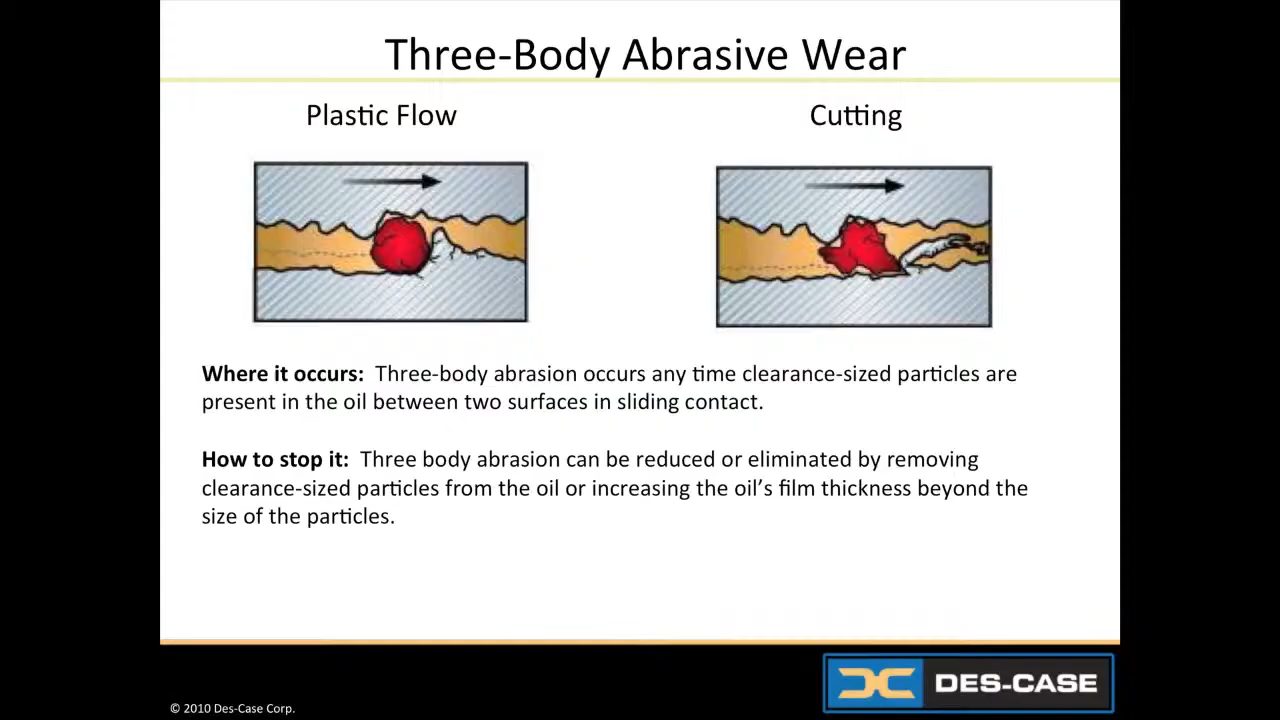 Three-Body Abrasive Wear
Plastic Flow
Cutting
Where it occurs: Three-body abrasion occurs any time clearance-sized particles are
present in the oil between two surfaces in sliding contact.
How to stop it: Three body abrasion can be reduced or eliminated by removing
clearance-sized particles from the oil or increasing the oil’s film thickness beyond the
size of the particles.
DES-CASE
© 2010 Des-Case Corp.